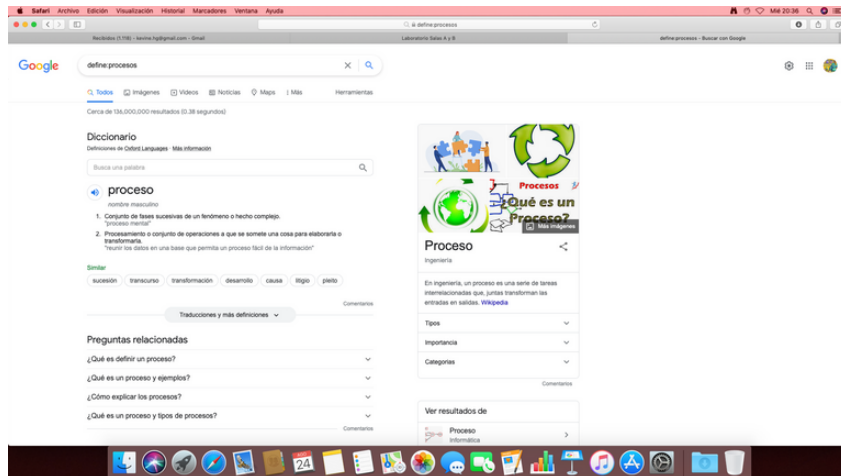 Safari Archivo Edición Visualización Historial Marcadores Ventana Ayuda
Mié 20:36
define:procesos
Recibidos (1.118) - kevine.hg@gmail.com - Gmail
Laboratorio Salas A y B
define:procesos - Buscar con Google
Google
define:procesos
Todos Imágenes Videos Noticias Maps Más Herramientas
Cerca de 136,000,000 resultados (0.38 segundos)
Diccionario
Definiciones de Oxford Languages · Más información
Busca una palabra
proceso
nombre masculino
1. Conjunto de fases sucesivas de un fenómeno o hecho complejo.
"proceso mental"
2. Procesamiento o conjunto de operaciones a que se somete una cosa para elaborarla o
transformarla.
"reunir los datos en una base que permita un proceso fácil de la información"
Similar
sucesión transcurso transformación desarrollo causa litigio pleito
Comentarios
Traducciones y más definiciones
Preguntas relacionadas
¿Qué es definir un proceso?
¿Qué es un proceso y ejemplos?
¿Cómo explicar los procesos?
¿Qué es un proceso y tipos de procesos?
Comentarios
Procesos
¿Qué es un
Proceso?
Más imágenes
Proceso
Ingeniería
En ingeniería, un proceso es una serie de tareas
interrelacionadas que, juntas transforman las
entradas en salidas. Wikipedia
Tipos
Importancia
Categorías
Comentarios
Ver resultados de
Proceso
Informática
24